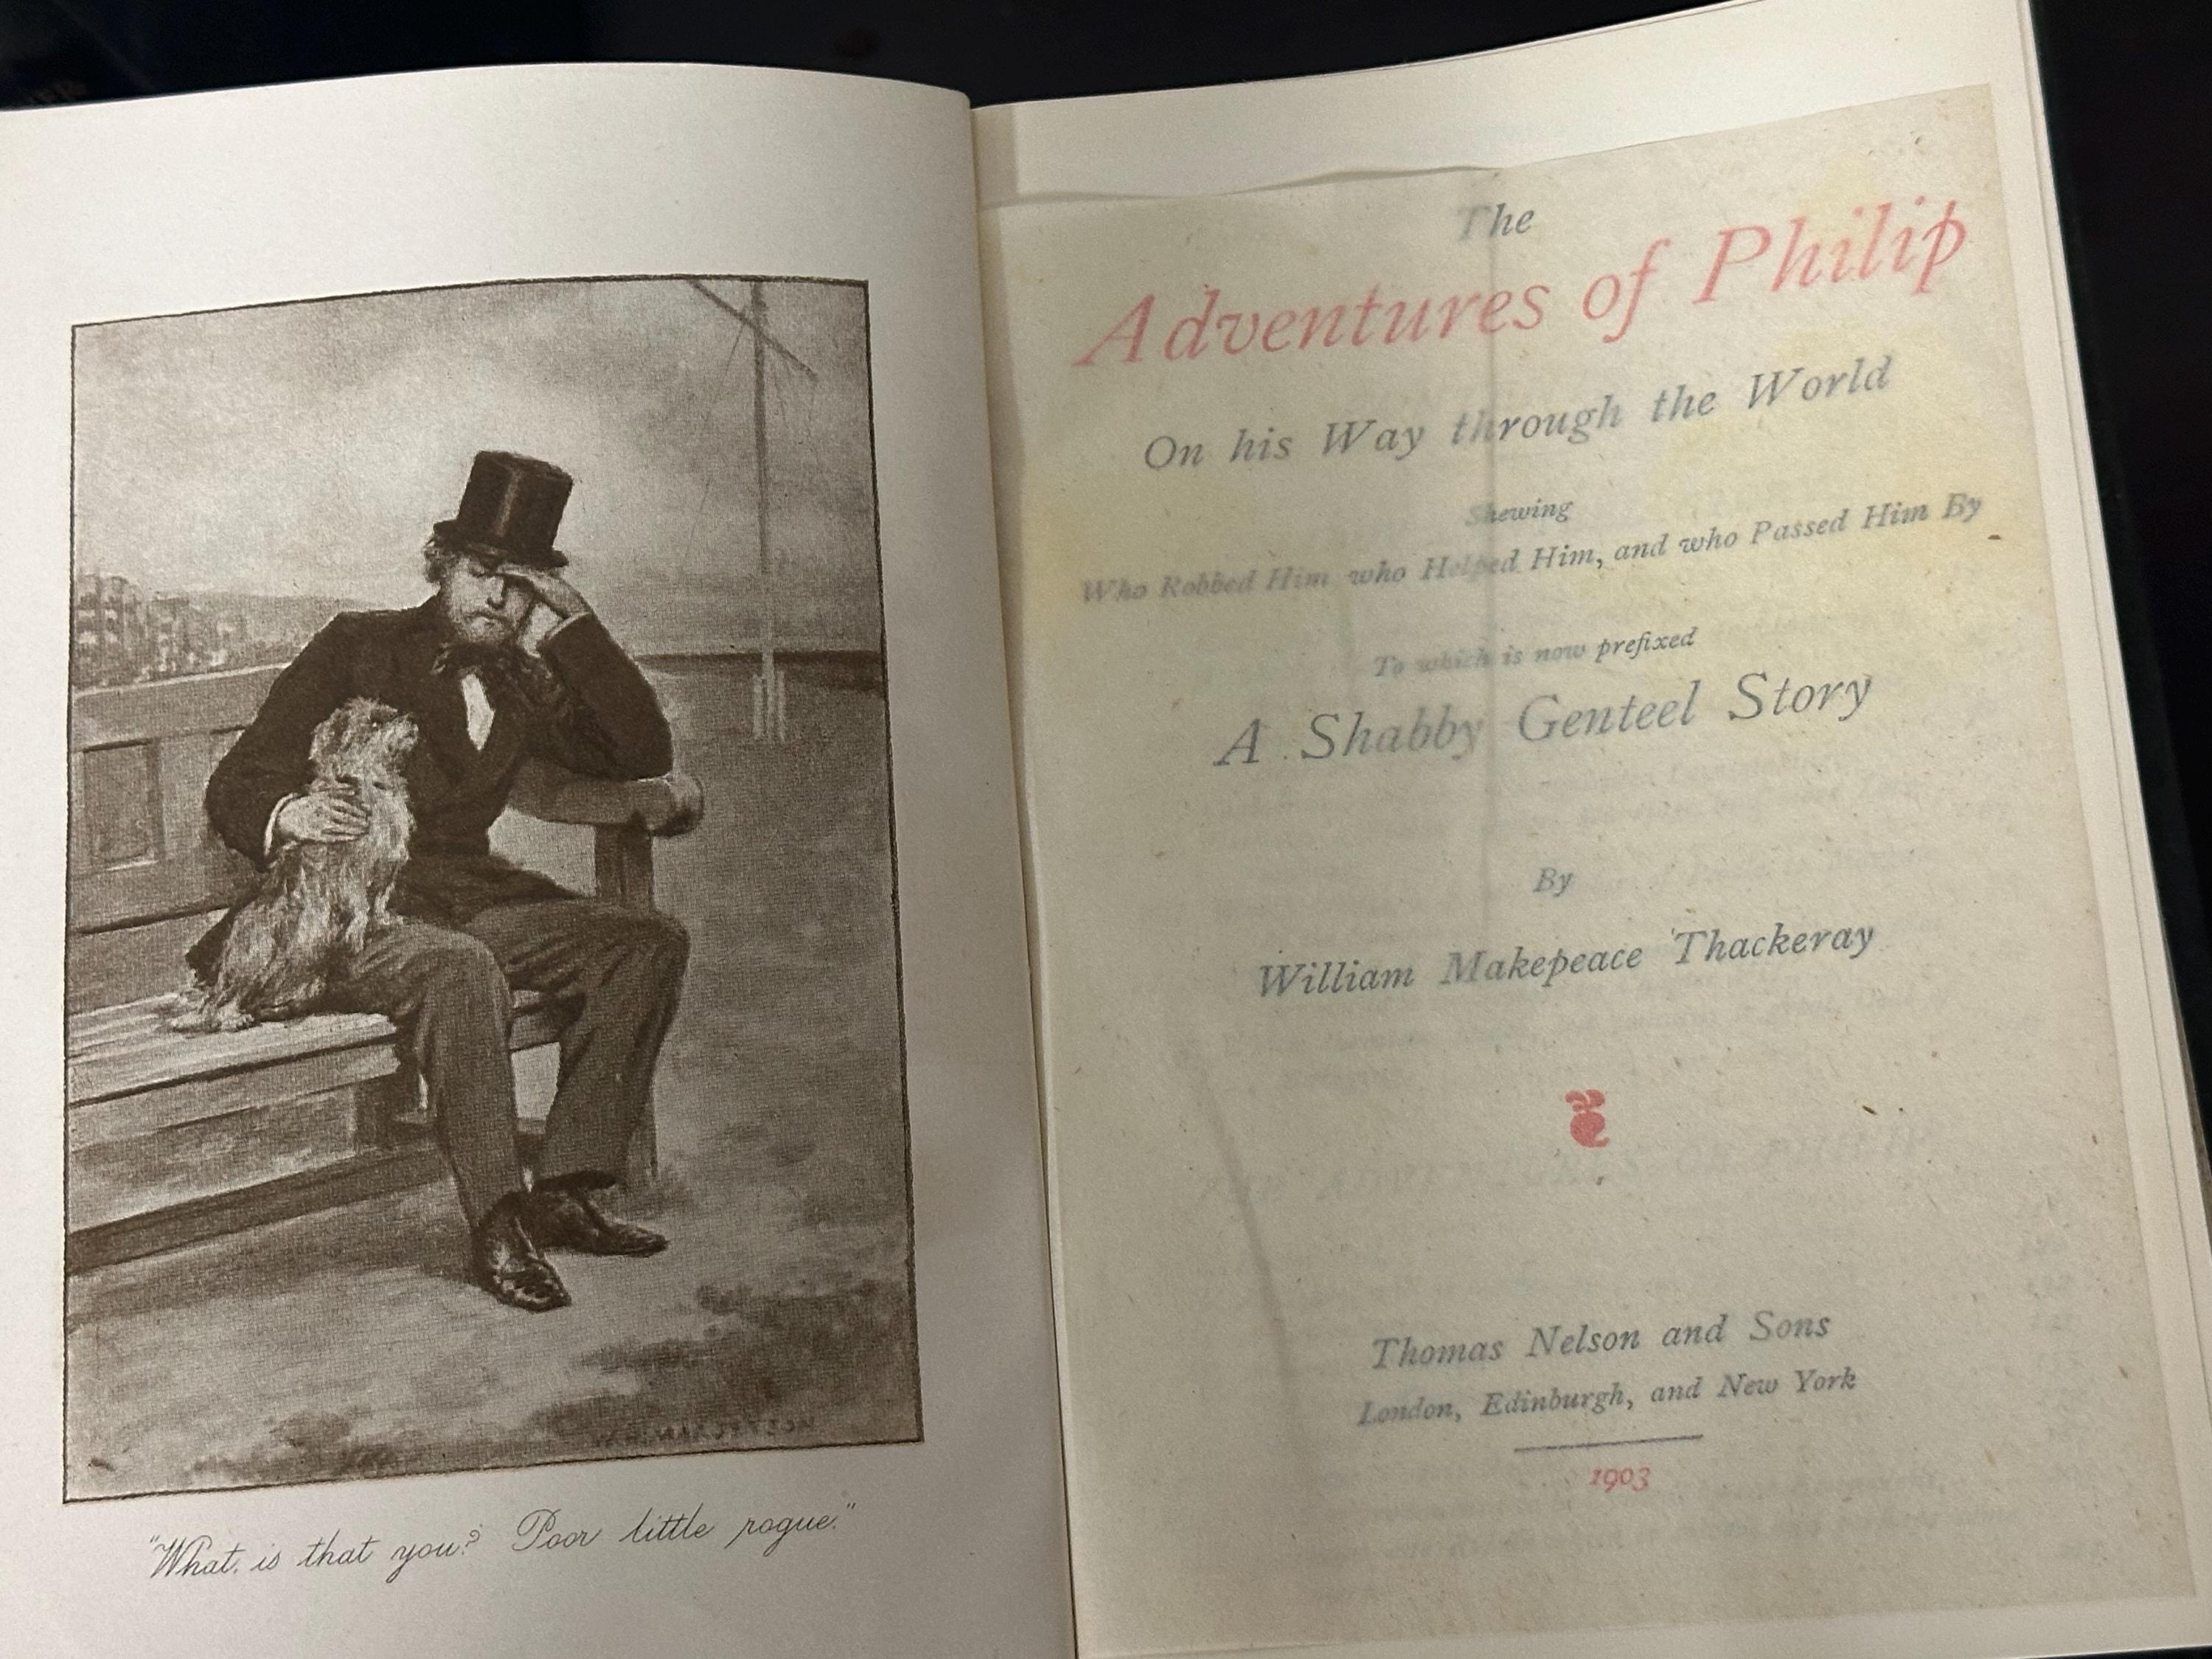 "What, is that you? Poor little rogue."
The
Adventures of Philip
On his Way through the World
Shewing
Who Robbed Him who Helped Him, and who Passed Him By
To which is now prefixed
A Shabby Genteel Story
By
William Makepeace Thackeray
Thomas Nelson and Sons
London, Edinburgh, and New York
1903